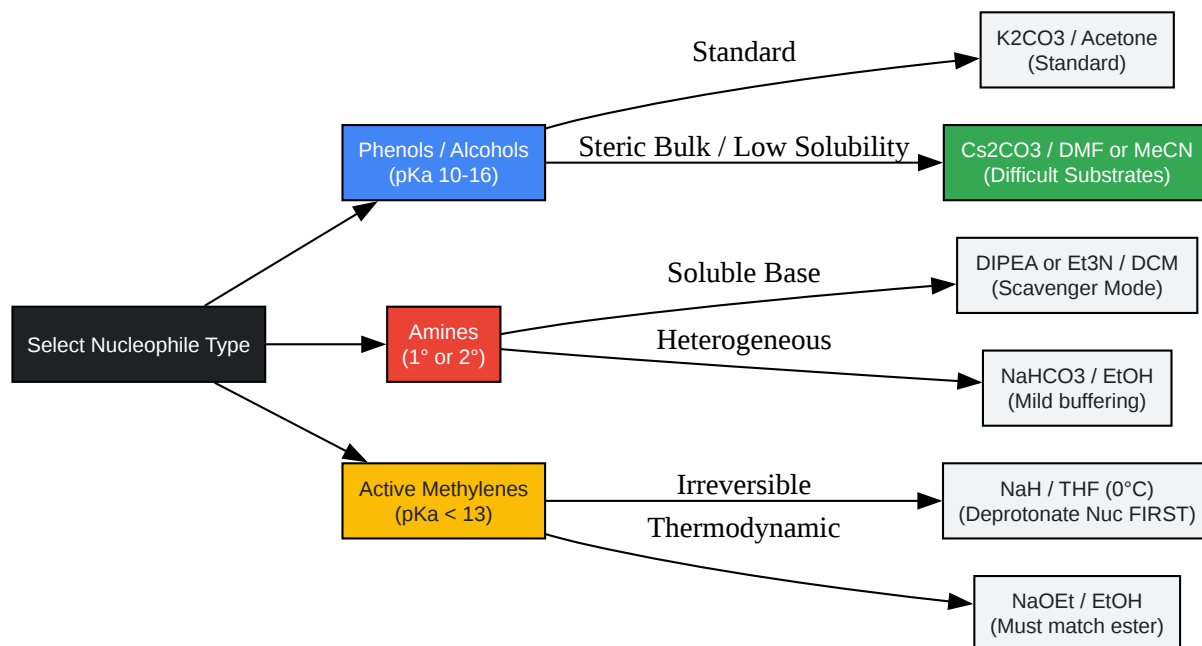 Select Nucleophile Type
Phenols / Alcohols
(pKa 10-16)
Standard
K2CO3 / Acetone
(Standard)
Steric Bulk / Low Solubility
Cs2CO3 / DMF or MeCN
(Difficult Substrates)
Amines
(1° or 2°)
Soluble Base
DIPEA or Et3N / DCM
(Scavenger Mode)
Heterogeneous
NaHCO3 / EtOH
(Mild buffering)
Active Methylenes
(pKa < 13)
Irreversible
NaH / THF (0°C)
(Deprotonate Nuc FIRST)
Thermodynamic
NaOEt / EtOH
(Must match ester)